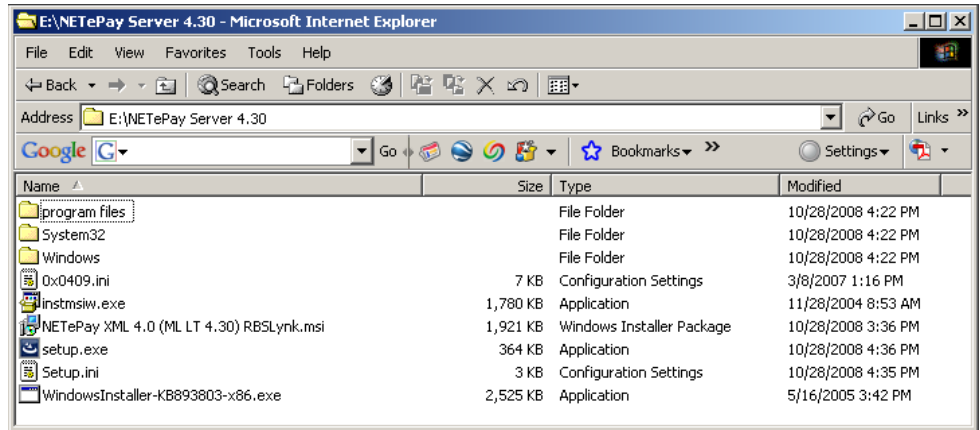 E:\NETePay Server 4.30 - Microsoft Internet Explorer
File Edit View Favorites Tools Help
Back Search Folders
Address E:\NETePay Server 4.30 Go Links »
Google G Go Bookmarks » Settings
Name Size Type Modified
program files File Folder 10/28/2008 4:22 PM
System32 File Folder 10/28/2008 4:22 PM
Windows File Folder 10/28/2008 4:22 PM
0x0409.ini 7 KB Configuration Settings 3/8/2007 1:16 PM
instmsiw.exe 1,780 KB Application 11/28/2004 8:53 AM
NETePay XML 4.0 (ML LT 4.30) RBSLynk.msi 1,921 KB Windows Installer Package 10/28/2008 3:36 PM
setup.exe 364 KB Application 10/28/2008 4:36 PM
Setup.ini 3 KB Configuration Settings 10/28/2008 4:35 PM
WindowsInstaller-KB893803-x86.exe 2,525 KB Application 5/16/2005 3:42 PM